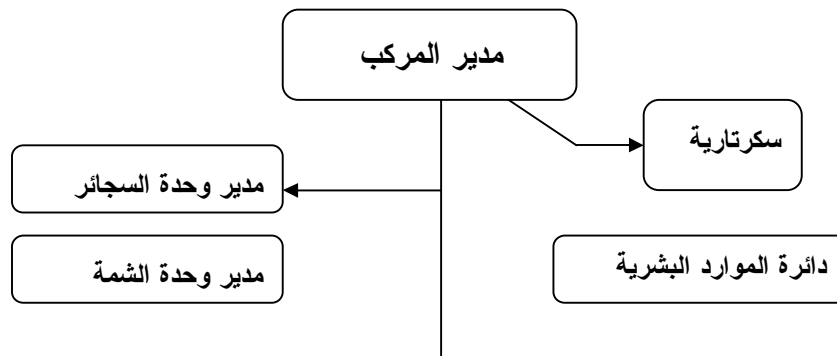 مدير المركب
سكرتارية
مدير وحدة السجائر
دائرة الموارد البشرية
مدير وحدة الشمة